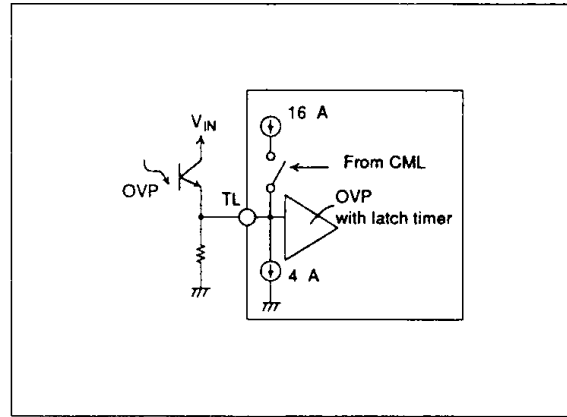 16 A
V_IN
From CML
OVP
TL
OVP
with latch timer
4 A